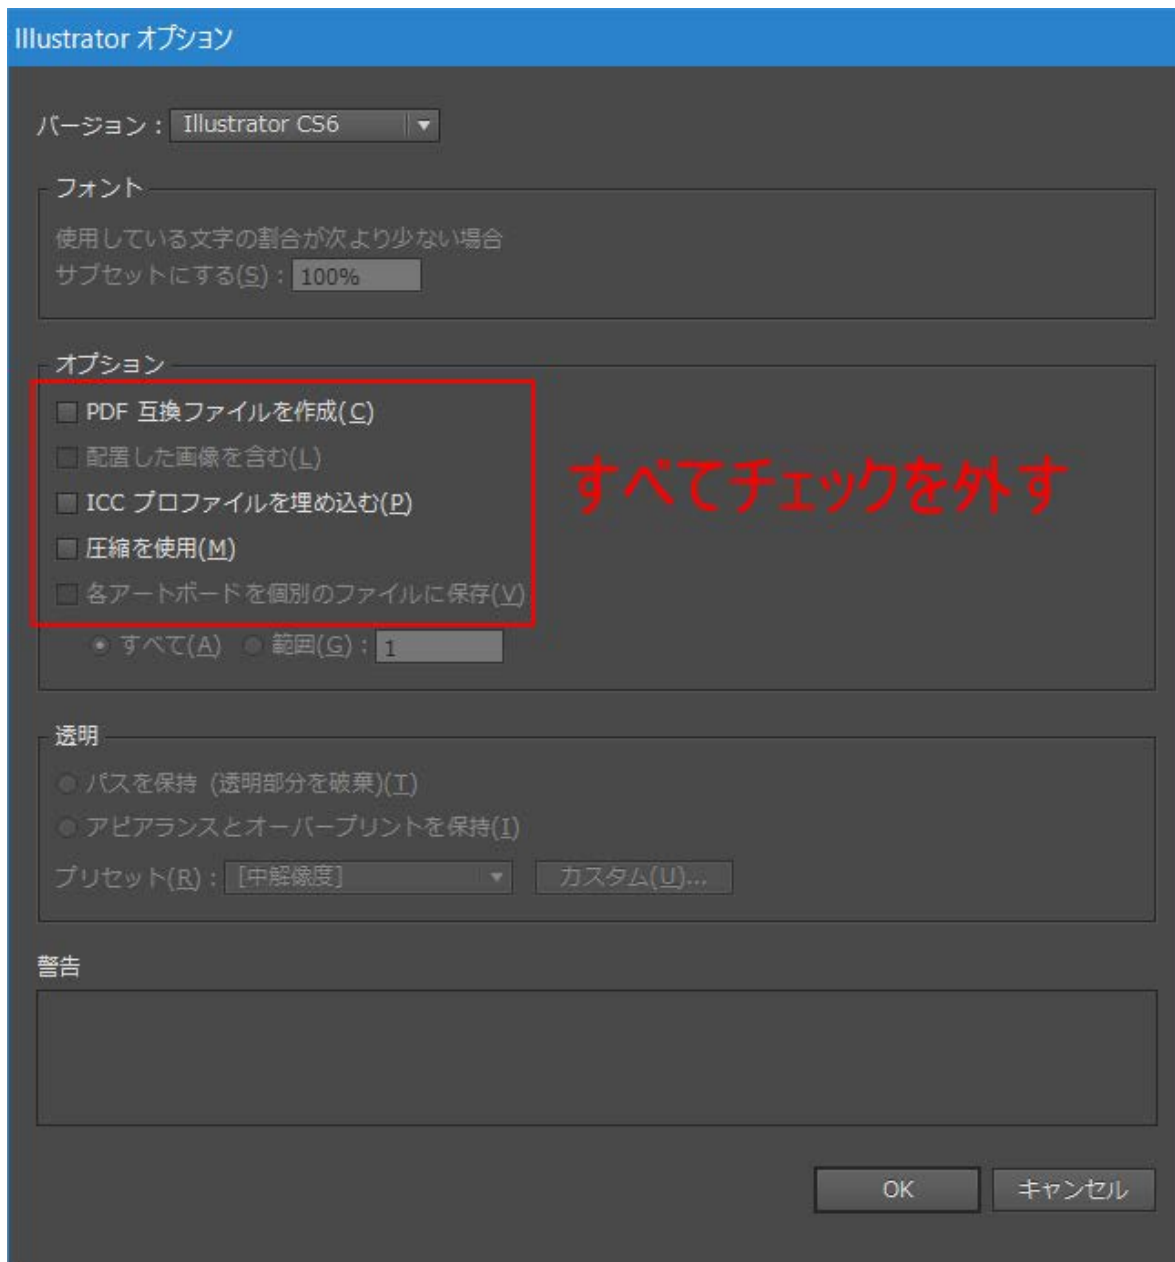 Illustrator オプション
バージョン : Illustrator CS6
フォント
使用している文字の割合が次より少ない場合
サブセットにする(S) : 100%
オプション
PDF 互換ファイルを作成(C)
配置した画像を含む(L)
すべてチェックを外す
ICC プロファイルを埋め込む(P)
圧縮を使用(M)
各アートボードを個別のファイルに保存(V)
すべて(A) 範囲(G) : 1
透明
パスを保持 (透明部分を破棄)(T)
アピアランスとオーバープリントを保持(I)
プリセット(R) : [中解像度] カスタム(U)...
警告
OK キャンセル